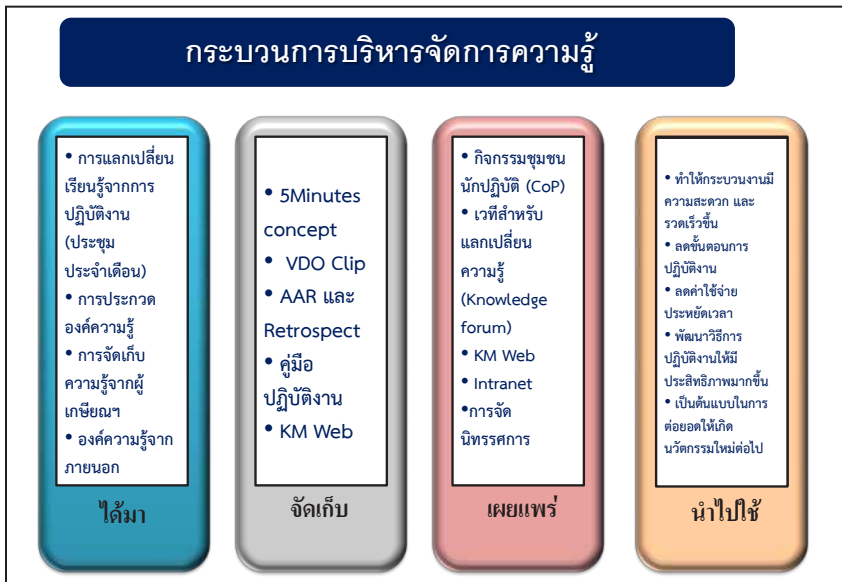 กระบวนการบริหารจัดการความรู้
• การแลกเปลี่ยน
เรียนรู้จากการ
ปฏิบัติงาน
(ประชุม
ประจำเดือน)
• การประกวด
องค์ความรู้
• การจัดเก็บ
ความรู้จากผู้
เกษียณฯ
• องค์ความรู้จาก
ภายนอก
ได้มา
• 5Minutes
concept
• VDO Clip
• AAR และ
Retrospect
• คู่มือ
ปฏิบัติงาน
• KM Web
จัดเก็บ
• กิจกรรมชุมชน
นักปฏิบัติ (CoP)
• เวทีสำหรับ
แลกเปลี่ยน
ความรู้
(Knowledge
forum)
• KM Web
• Intranet
•การจัด
นิทรรศการ
เผยแพร่
• ทำให้กระบวนงานมี
ความสะดวก และ
รวดเร็วขึ้น
• ลดขั้นตอนการ
ปฏิบัติงาน
• ลดค่าใช้จ่าย
ประหยัดเวลา
• พัฒนาวิธีการ
ปฏิบัติงานให้มี
ประสิทธิภาพมากขึ้น
• เป็นต้นแบบในการ
ต่อยอดให้เกิด
นวัตกรรมใหม่ต่อไป
นำไปใช้